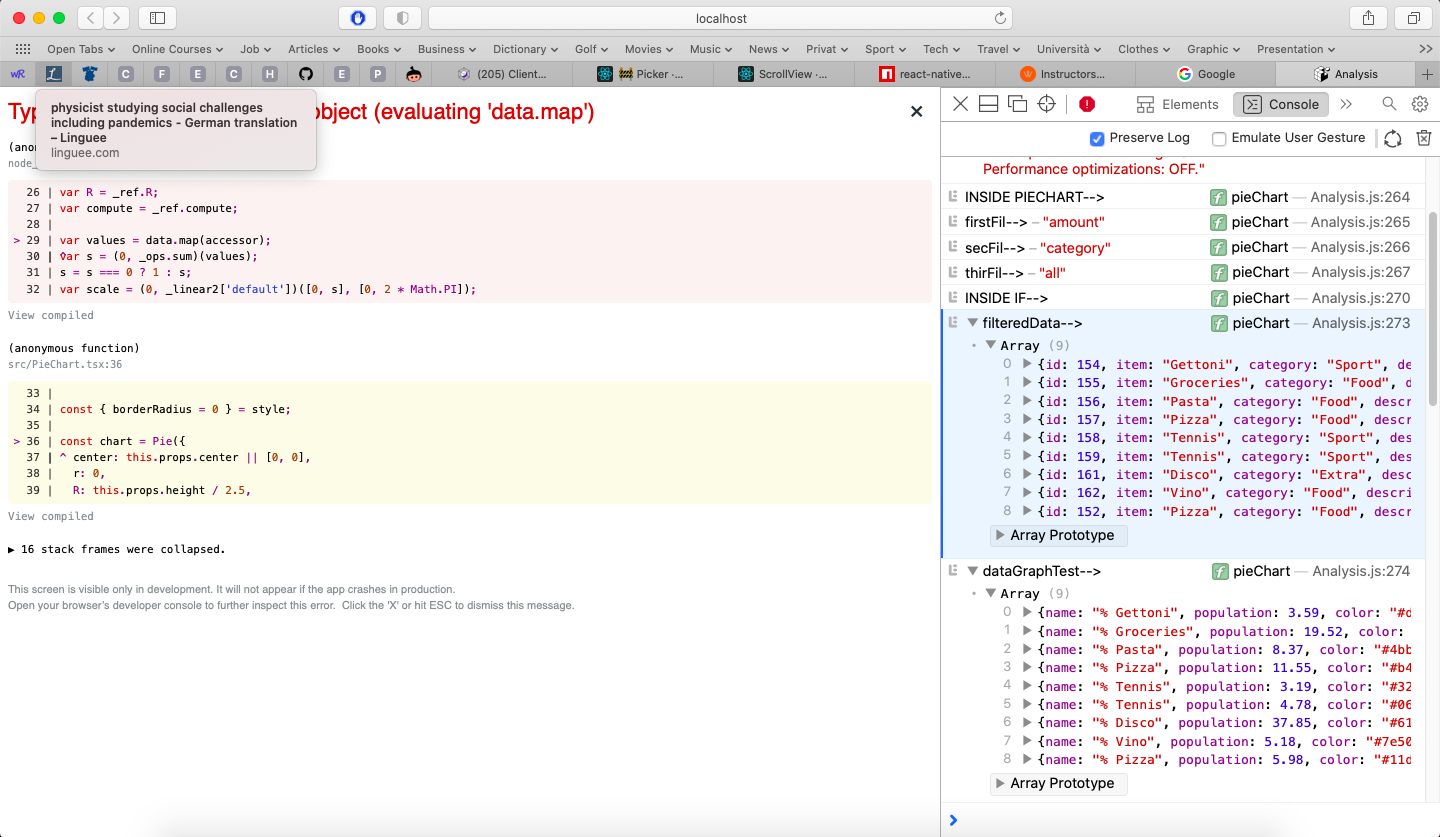 localhost
Open Tabs
Online Courses
Job
Articles
Books
Business
Dictionary
Golf
Movies
Music
News
Privat
Sport
Tech
Travel
Università
Clothes
Graphic
Presentation
wR
L
C
F
E
C
H
E
P
(205) Client...
Picker ·...
ScrollView ·...
react-native...
Instructors...
Google
Analysis
physicist studying social challenges
including pandemics - German translation
– Linguee
linguee.com
Typ object (evaluating 'data.map')
(anon
node_
26 | var R = _ref.R;
27 | var compute = _ref.compute;
28 |
> 29 | var values = data.map(accessor);
30 | var s = (0, _ops.sum)(values);
31 | s = s === 0 ? 1 : s;
32 | var scale = (0, _linear2['default'])([0, s], [0, 2 * Math.PI]);
View compiled
(anonymous function)
src/PieChart.tsx:36
33 |
34 | const { borderRadius = 0 } = style;
35 |
> 36 | const chart = Pie({
37 | ^ center: this.props.center || [0, 0],
38 |   r: 0,
39 |   R: this.props.height / 2.5,
View compiled
▶ 16 stack frames were collapsed.
This screen is visible only in development. It will not appear if the app crashes in production.
Open your browser's developer console to further inspect this error.  Click the 'X' or hit ESC to dismiss this message.
Elements
Console
Preserve Log
Emulate User Gesture
Performance optimizations: OFF."
INSIDE PIECHART--> f pieChart — Analysis.js:264
firstFil--> – "amount" f pieChart — Analysis.js:265
secFil--> – "category" f pieChart — Analysis.js:266
thirFil--> – "all" f pieChart — Analysis.js:267
INSIDE IF--> f pieChart — Analysis.js:270
filteredData--> f pieChart — Analysis.js:273
Array (9)
0 {id: 154, item: "Gettoni", category: "Sport", de
1 {id: 155, item: "Groceries", category: "Food", d
2 {id: 156, item: "Pasta", category: "Food", descr
3 {id: 157, item: "Pizza", category: "Food", descr
4 {id: 158, item: "Tennis", category: "Sport", des
5 {id: 159, item: "Tennis", category: "Sport", des
6 {id: 161, item: "Disco", category: "Extra", desc
7 {id: 162, item: "Vino", category: "Food", descri
8 {id: 152, item: "Pizza", category: "Food", descr
Array Prototype
dataGraphTest--> f pieChart — Analysis.js:274
Array (9)
0 {name: "% Gettoni", population: 3.59, color: "#d
1 {name: "% Groceries", population: 19.52, color:
2 {name: "% Pasta", population: 8.37, color: "#4bb
3 {name: "% Pizza", population: 11.55, color: "#b4
4 {name: "% Tennis", population: 3.19, color: "#32
5 {name: "% Tennis", population: 4.78, color: "#06
6 {name: "% Disco", population: 37.85, color: "#61
7 {name: "% Vino", population: 5.18, color: "#7e50
8 {name: "% Pizza", population: 5.98, color: "#11d
Array Prototype